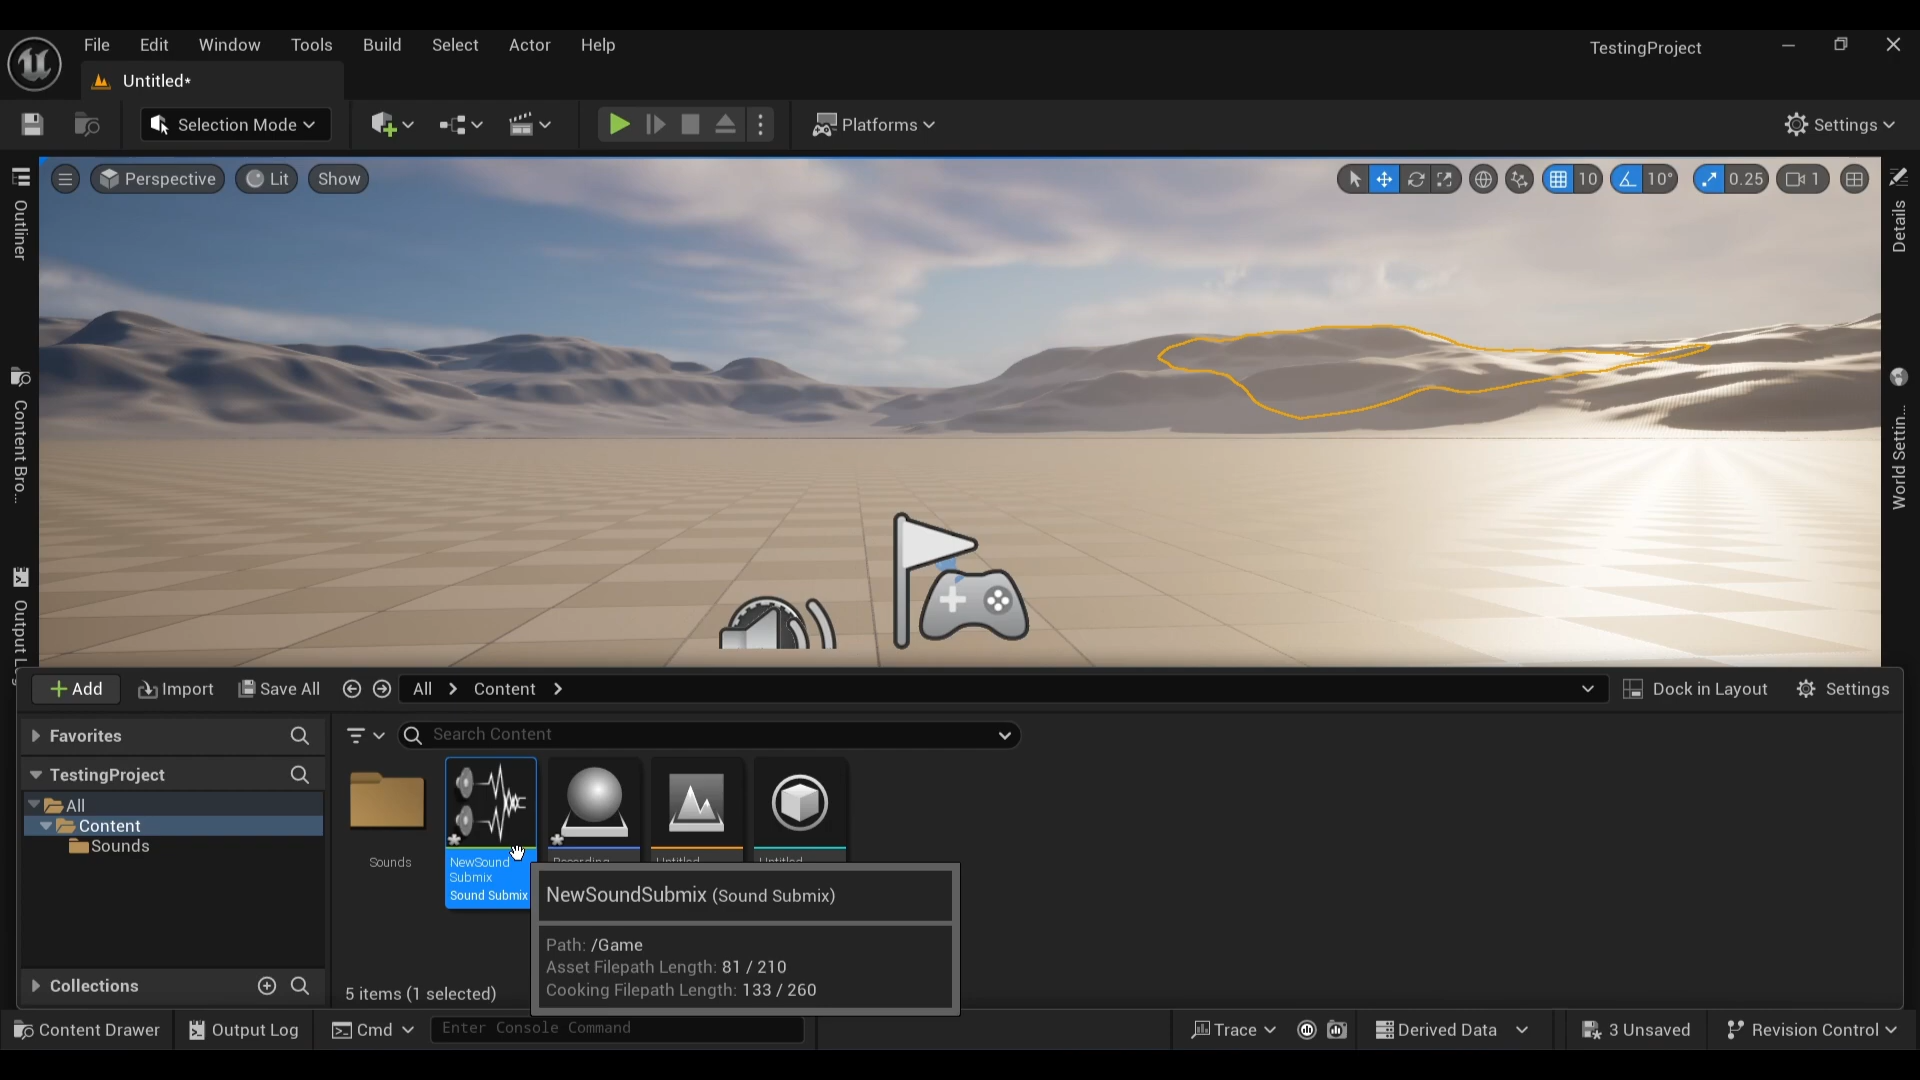 File Edit Window Tools Build Select Actor Help
TestingProject
Untitled*
Selection Mode
Platforms
Settings
Perspective Lit Show
10 10° 0.25 1
Outliner
Content Bro...
Output L...
Details
World Settin...
Add Import Save All All Content Dock in Layout Settings
Favorites
Search Content
TestingProject
All
Content
Sounds
Collections
Sounds
NewSound
Submix
Sound Submix
Recording
Untitled
Untitled
NewSoundSubmix (Sound Submix)
Path: /Game
Asset Filepath Length: 81 / 210
Cooking Filepath Length: 133 / 260
5 items (1 selected)
Content Drawer Output Log Cmd Enter Console Command Trace Derived Data 3 Unsaved Revision Control